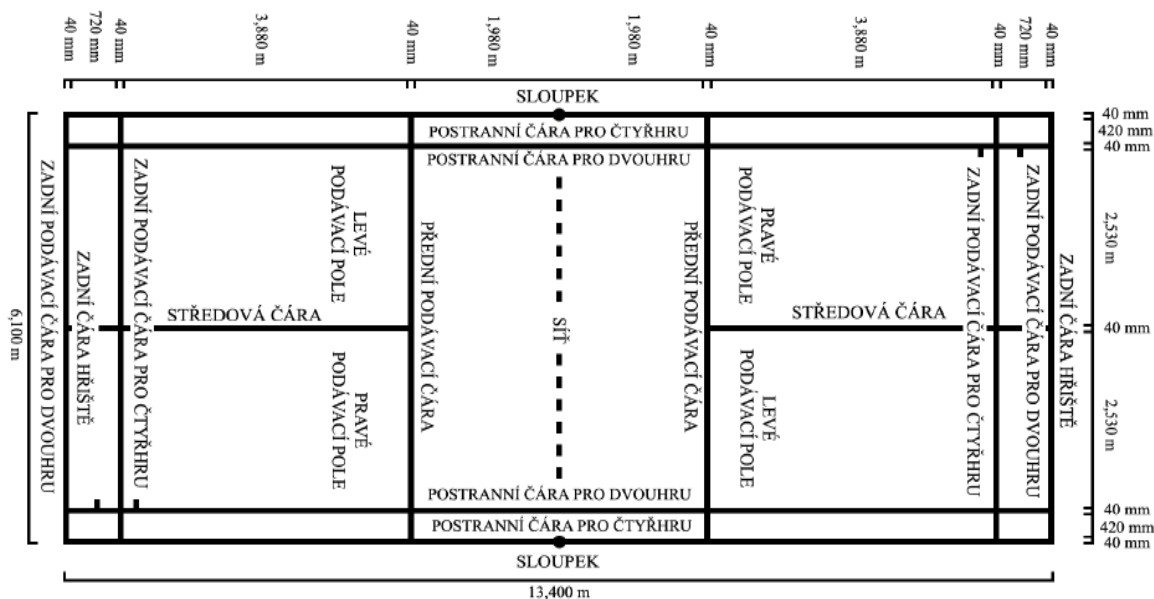 40 mm
720 mm
40 mm
3,880 m
40 mm
1,980 m
1,980 m
40 mm
3,880 m
40 mm
720 mm
40 mm
SLOUPEK
POSTRANNÍ ČÁRA PRO ČTYŘHRU
POSTRANNÍ ČÁRA PRO DVOUHRU
40 mm
420 mm
40 mm
2,530 m
40 mm
2,530 m
40 mm
420 mm
40 mm
6,100 m
ZADNÍ PODÁVACÍ ČÁRA PRO DVOUHRU
ZADNÍ ČÁRA HŘIŠTĚ
ZADNÍ PODÁVACÍ ČÁRA PRO ČTYŘHRU
LEVÉ
PODÁVACÍ POLE
STŘEDOVÁ ČÁRA
PRAVÉ
PODÁVACÍ POLE
PŘEDNÍ PODÁVACÍ ČÁRA
SÍŤ
PŘEDNÍ PODÁVACÍ ČÁRA
PRAVÉ
PODÁVACÍ POLE
STŘEDOVÁ ČÁRA
LEVÉ
PODÁVACÍ POLE
ZADNÍ PODÁVACÍ ČÁRA PRO ČTYŘHRU
ZADNÍ PODÁVACÍ ČÁRA PRO DVOUHRU
ZADNÍ ČÁRA HŘIŠTĚ
POSTRANNÍ ČÁRA PRO DVOUHRU
POSTRANNÍ ČÁRA PRO ČTYŘHRU
SLOUPEK
13,400 m